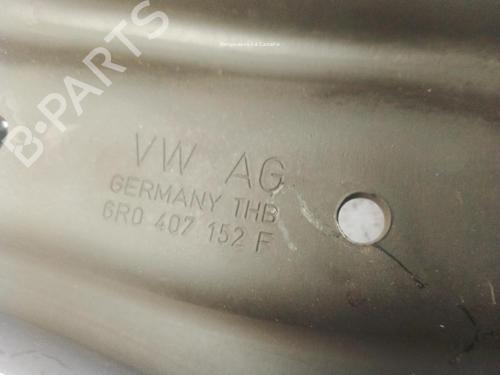 B-PARTS
VW AG
GERMANY THB
6R0 407 152 F